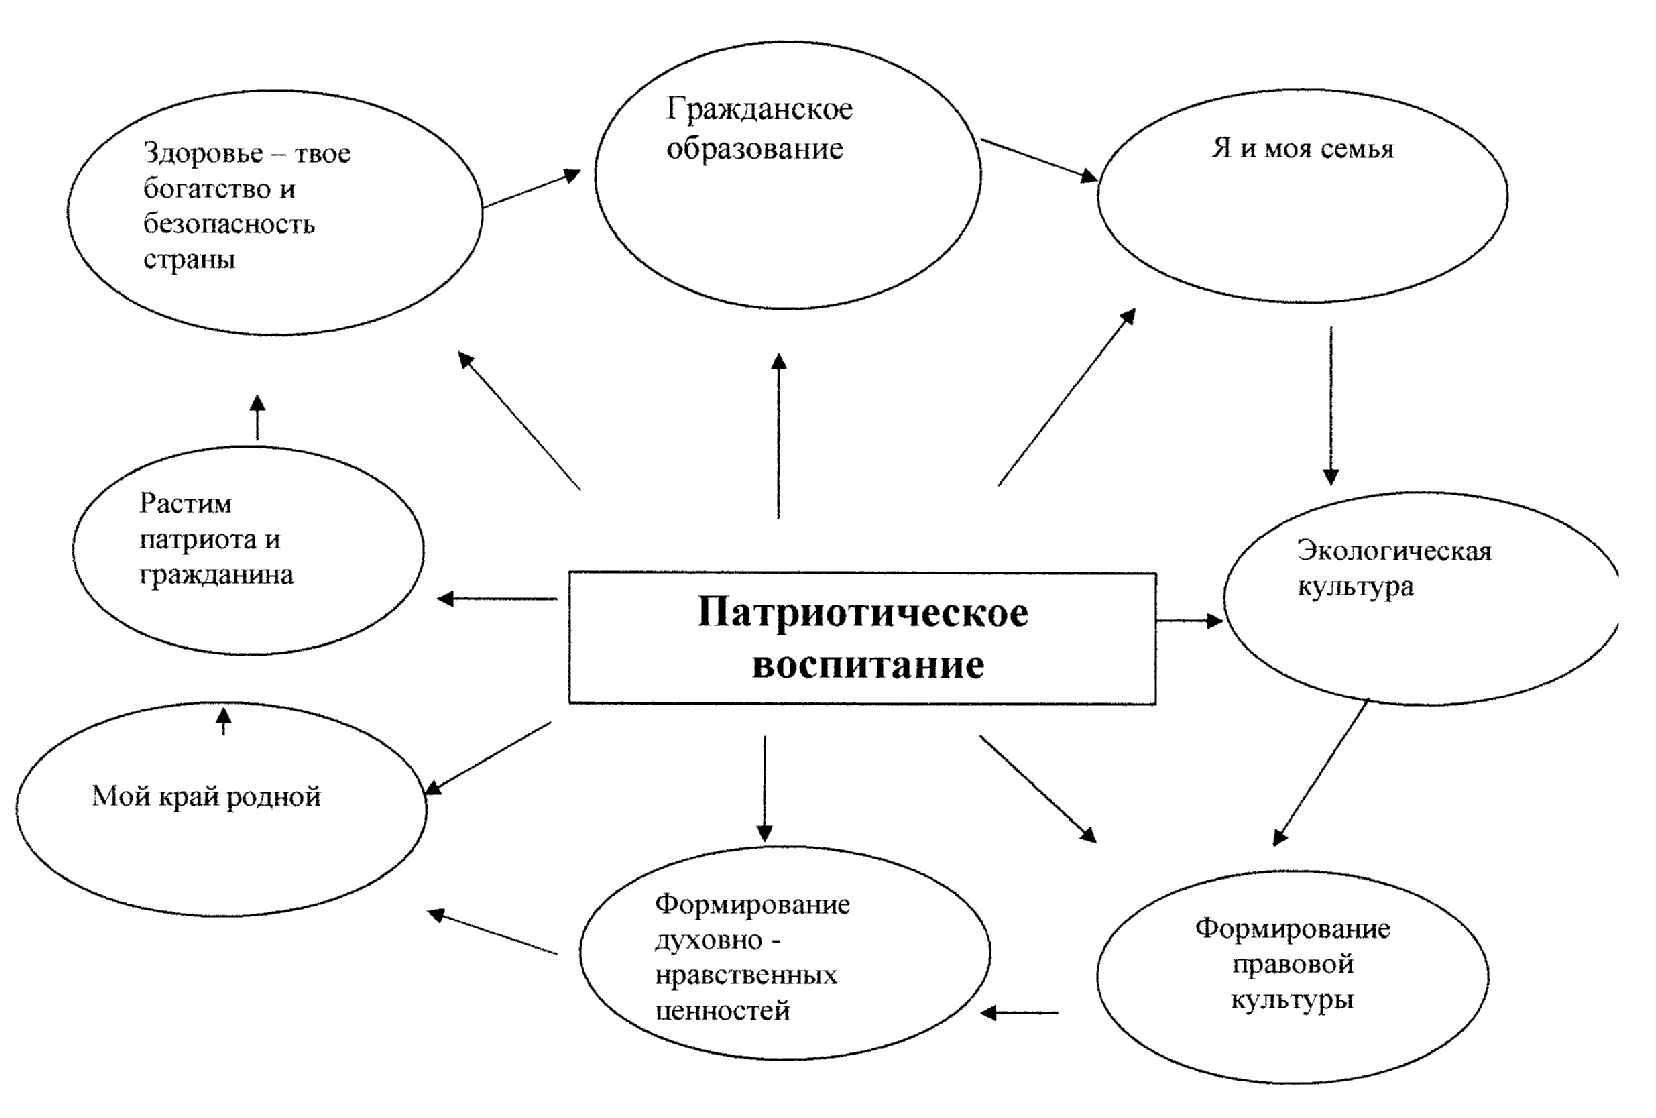 Гражданское
образование
Я и моя семья
Здоровье – твое
богатство и
безопасность
страны
Растим
патриота и
гражданина
Экологическая
культура
Патриотическое
воспитание
Мой край родной
Формирование
духовно -
нравственных
ценностей
Формирование
правовой
культуры